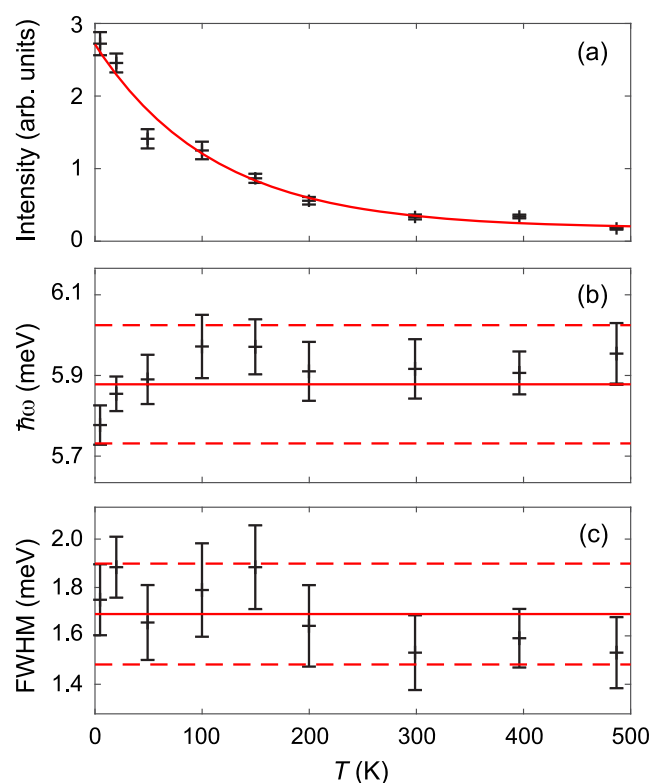 3
2
1
0
Intensity (arb. units)
(a)
6.1
5.9
5.7
ℏω (meV)
(b)
2.0
1.8
1.6
1.4
FWHM (meV)
(c)
0 100 200 300 400 500
T (K)